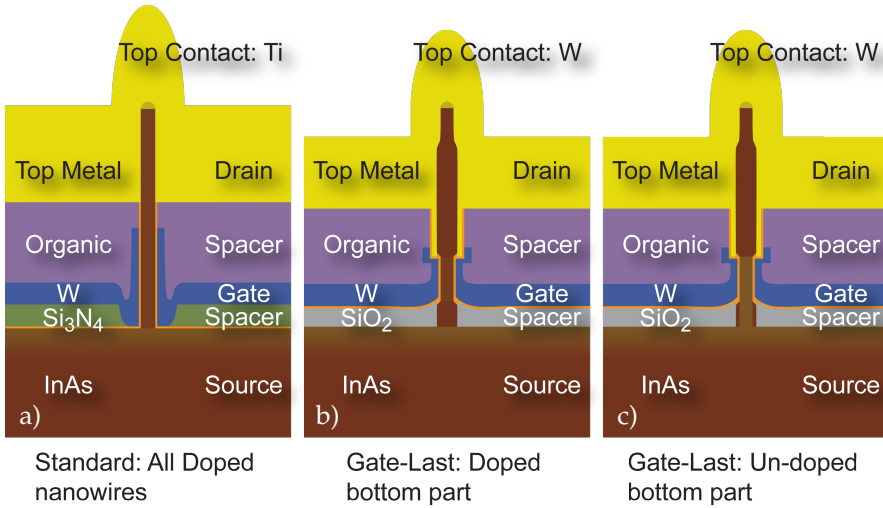 Top Contact: Ti
Top Metal Drain
Organic Spacer
W Gate
Si₃N₄ Spacer
InAs Source
a)
Standard: All Doped
nanowires
Top Contact: W
Top Metal Drain
Organic Spacer
W Gate
SiO₂ Spacer
InAs Source
b)
Gate-Last: Doped
bottom part
Top Contact: W
Top Metal Drain
Organic Spacer
W Gate
SiO₂ Spacer
InAs Source
c)
Gate-Last: Un-doped
bottom part